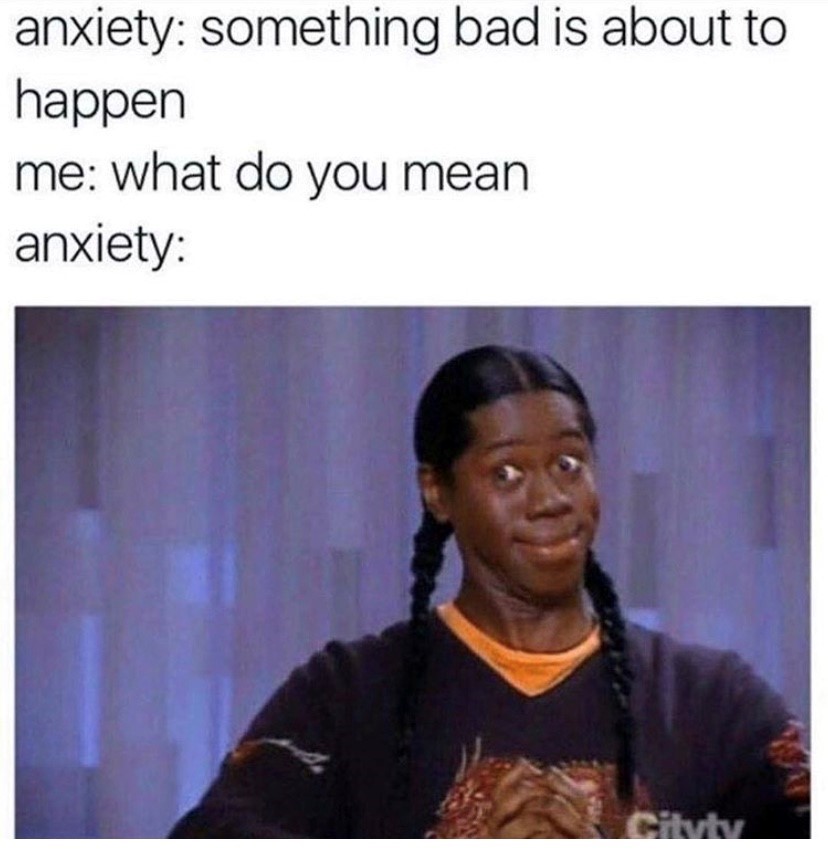 anxiety: something bad is about to
happen
me: what do you mean
anxiety:
Citytv